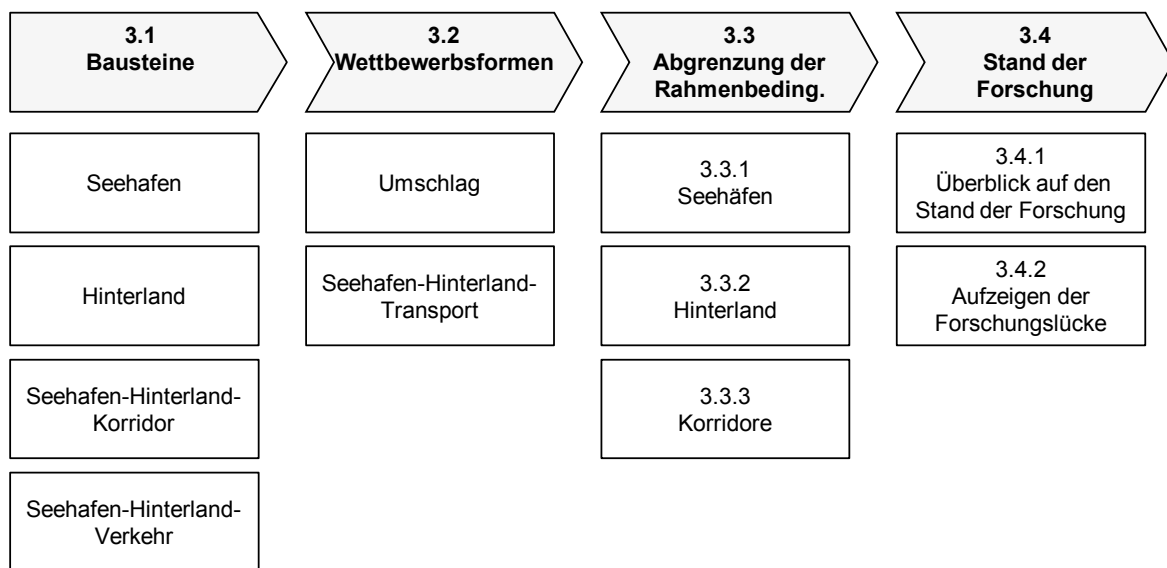 3.1
Bausteine
3.2
Wettbewerbsformen
3.3
Abgrenzung der
Rahmenbeding.
3.4
Stand der
Forschung
Seehafen
Hinterland
Seehafen-Hinterland-
Korridor
Seehafen-Hinterland-
Verkehr
Umschlag
Seehafen-Hinterland-
Transport
3.3.1
Seehäfen
3.3.2
Hinterland
3.3.3
Korridore
3.4.1
Überblick auf den
Stand der Forschung
3.4.2
Aufzeigen der
Forschungslücke